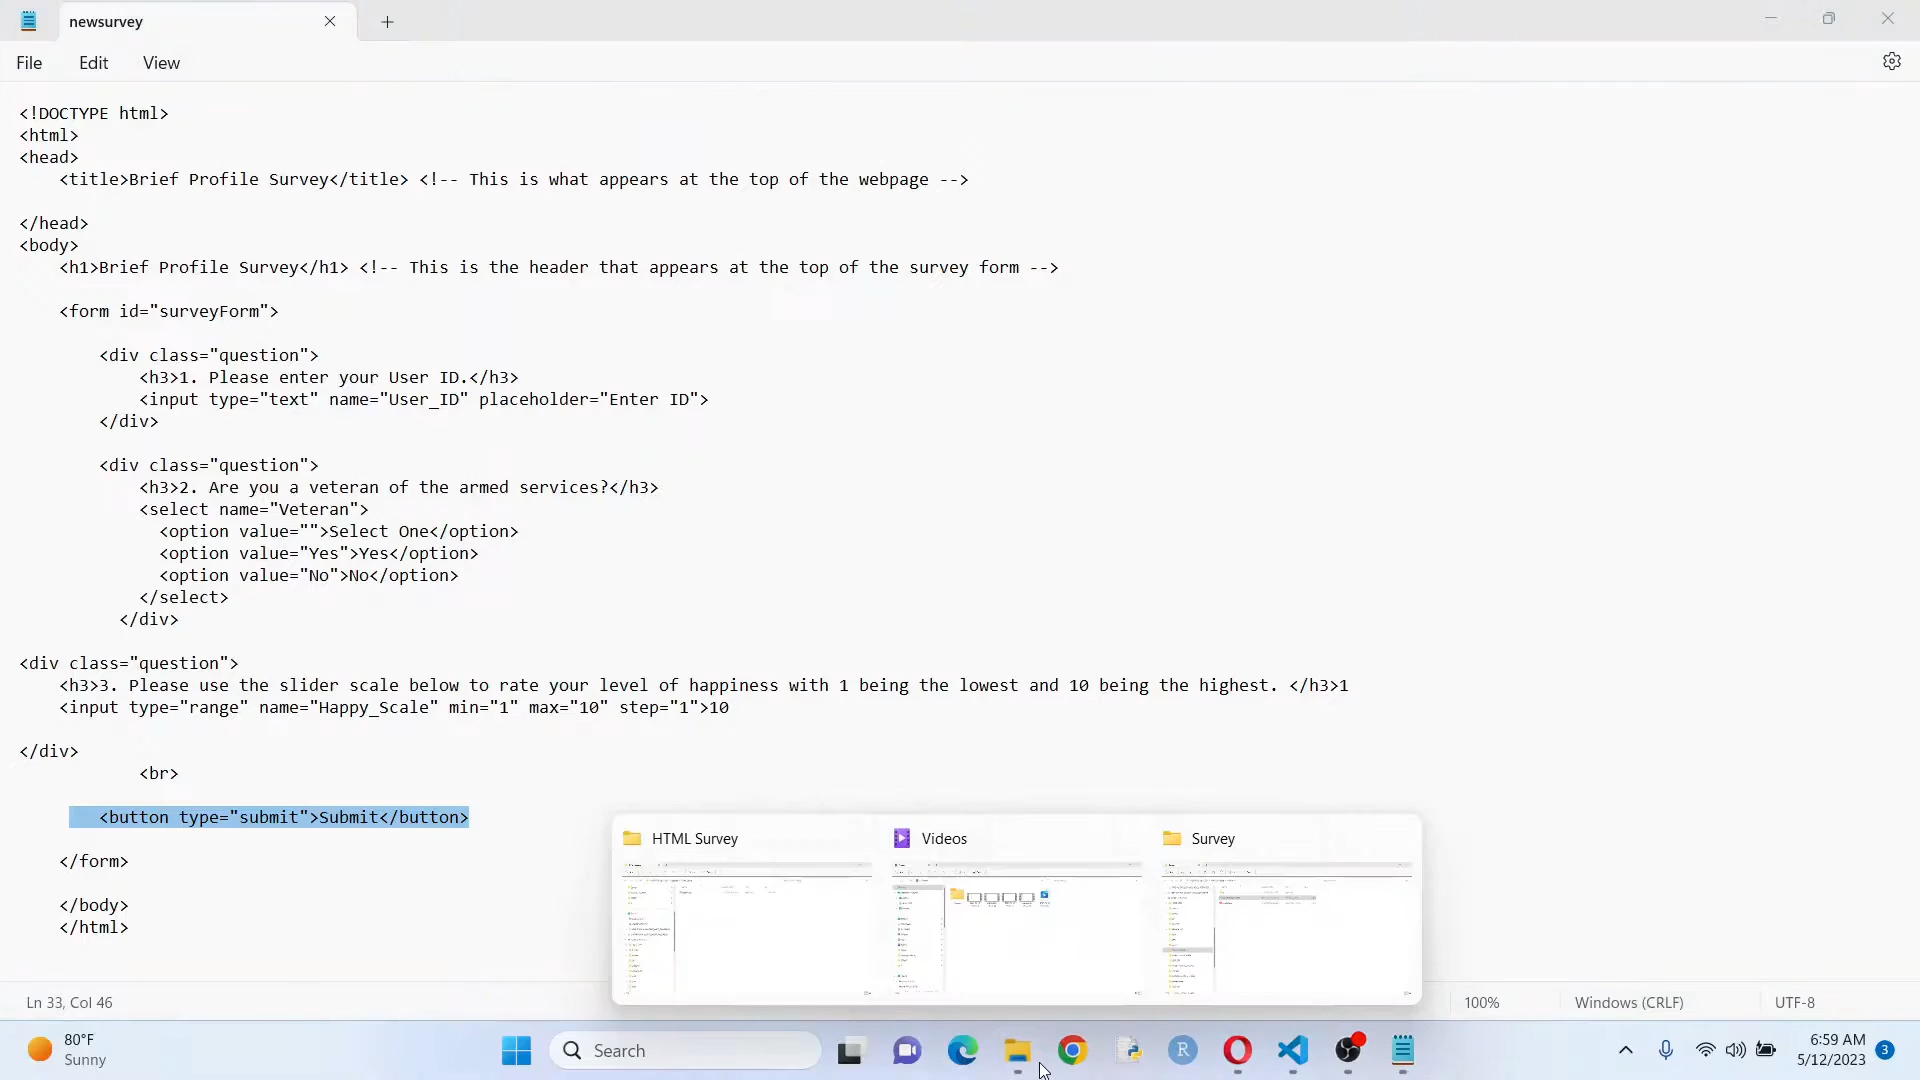 newsurvey
File Edit View
<!DOCTYPE html>
<html>
<head>
<title>Brief Profile Survey</title> <!-- This is what appears at the top of the webpage -->
</head>
<body>
<h1>Brief Profile Survey</h1> <!-- This is the header that appears at the top of the survey form -->
<form id="surveyForm">
<div class="question">
<h3>1. Please enter your User ID.</h3>
<input type="text" name="User_ID" placeholder="Enter ID">
</div>
<div class="question">
<h3>2. Are you a veteran of the armed services?</h3>
<select name="Veteran">
<option value="">Select One</option>
<option value="Yes">Yes</option>
<option value="No">No</option>
</select>
</div>
<div class="question">
<h3>3. Please use the slider scale below to rate your level of happiness with 1 being the lowest and 10 being the highest. </h3>1
<input type="range" name="Happy_Scale" min="1" max="10" step="1">10
</div>
<br>
<button type="submit">Submit</button>
</form>
</body>
</html>
HTML Survey Videos Survey
Ln 33, Col 46 100% Windows (CRLF) UTF-8
80°F
Sunny
Search
R
6:59 AM
5/12/2023
3